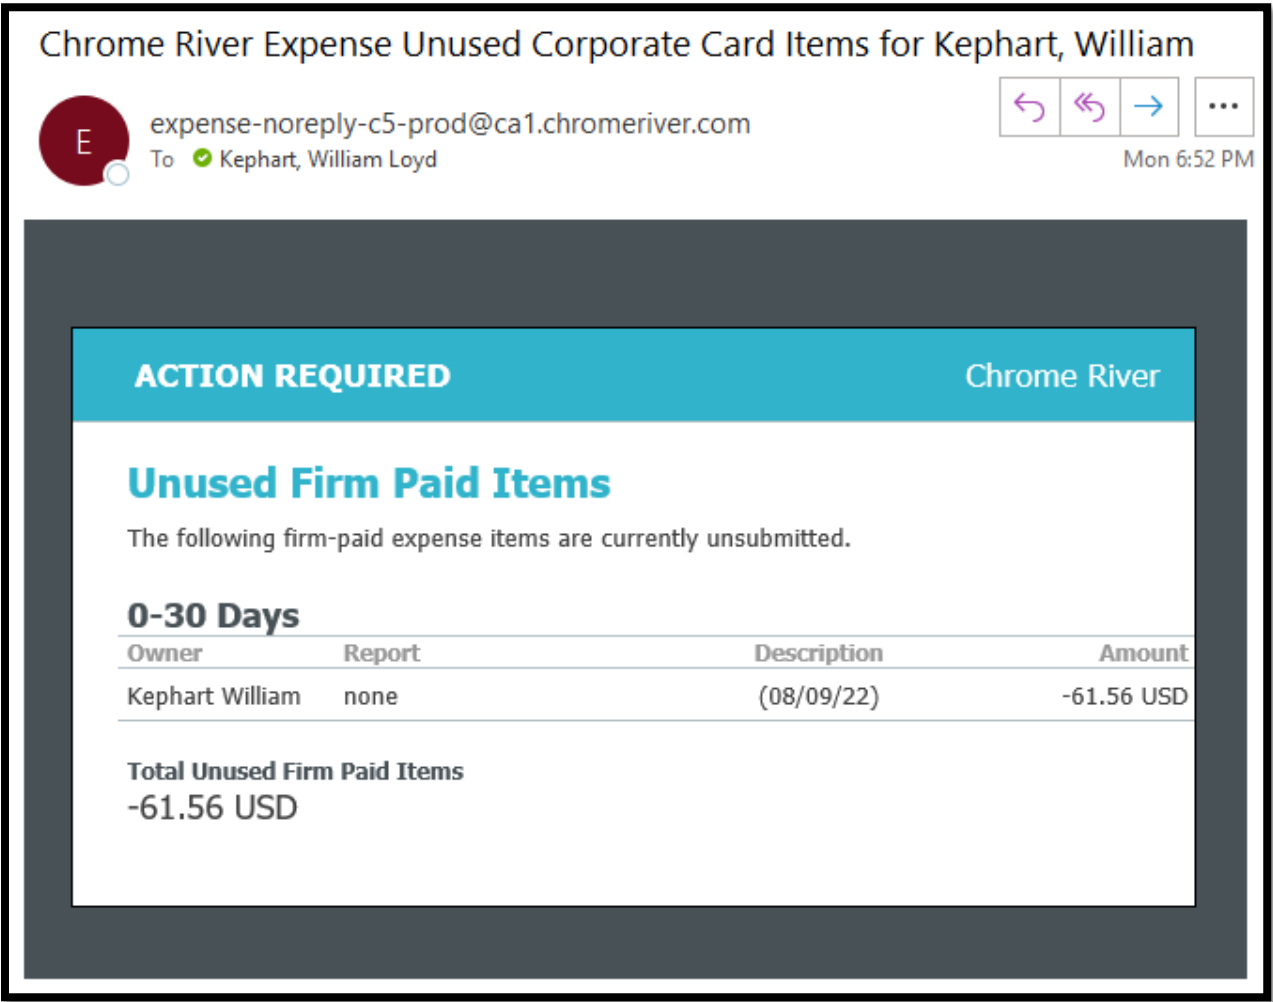 Chrome River Expense Unused Corporate Card Items for Kephart, William
E
expense-noreply-c5-prod@ca1.chromeriver.com
To Kephart, William Loyd
Mon 6:52 PM
ACTION REQUIRED Chrome River
Unused Firm Paid Items
The following firm-paid expense items are currently unsubmitted.
0-30 Days
Owner Report Description Amount
Kephart William none (08/09/22) -61.56 USD
Total Unused Firm Paid Items
-61.56 USD